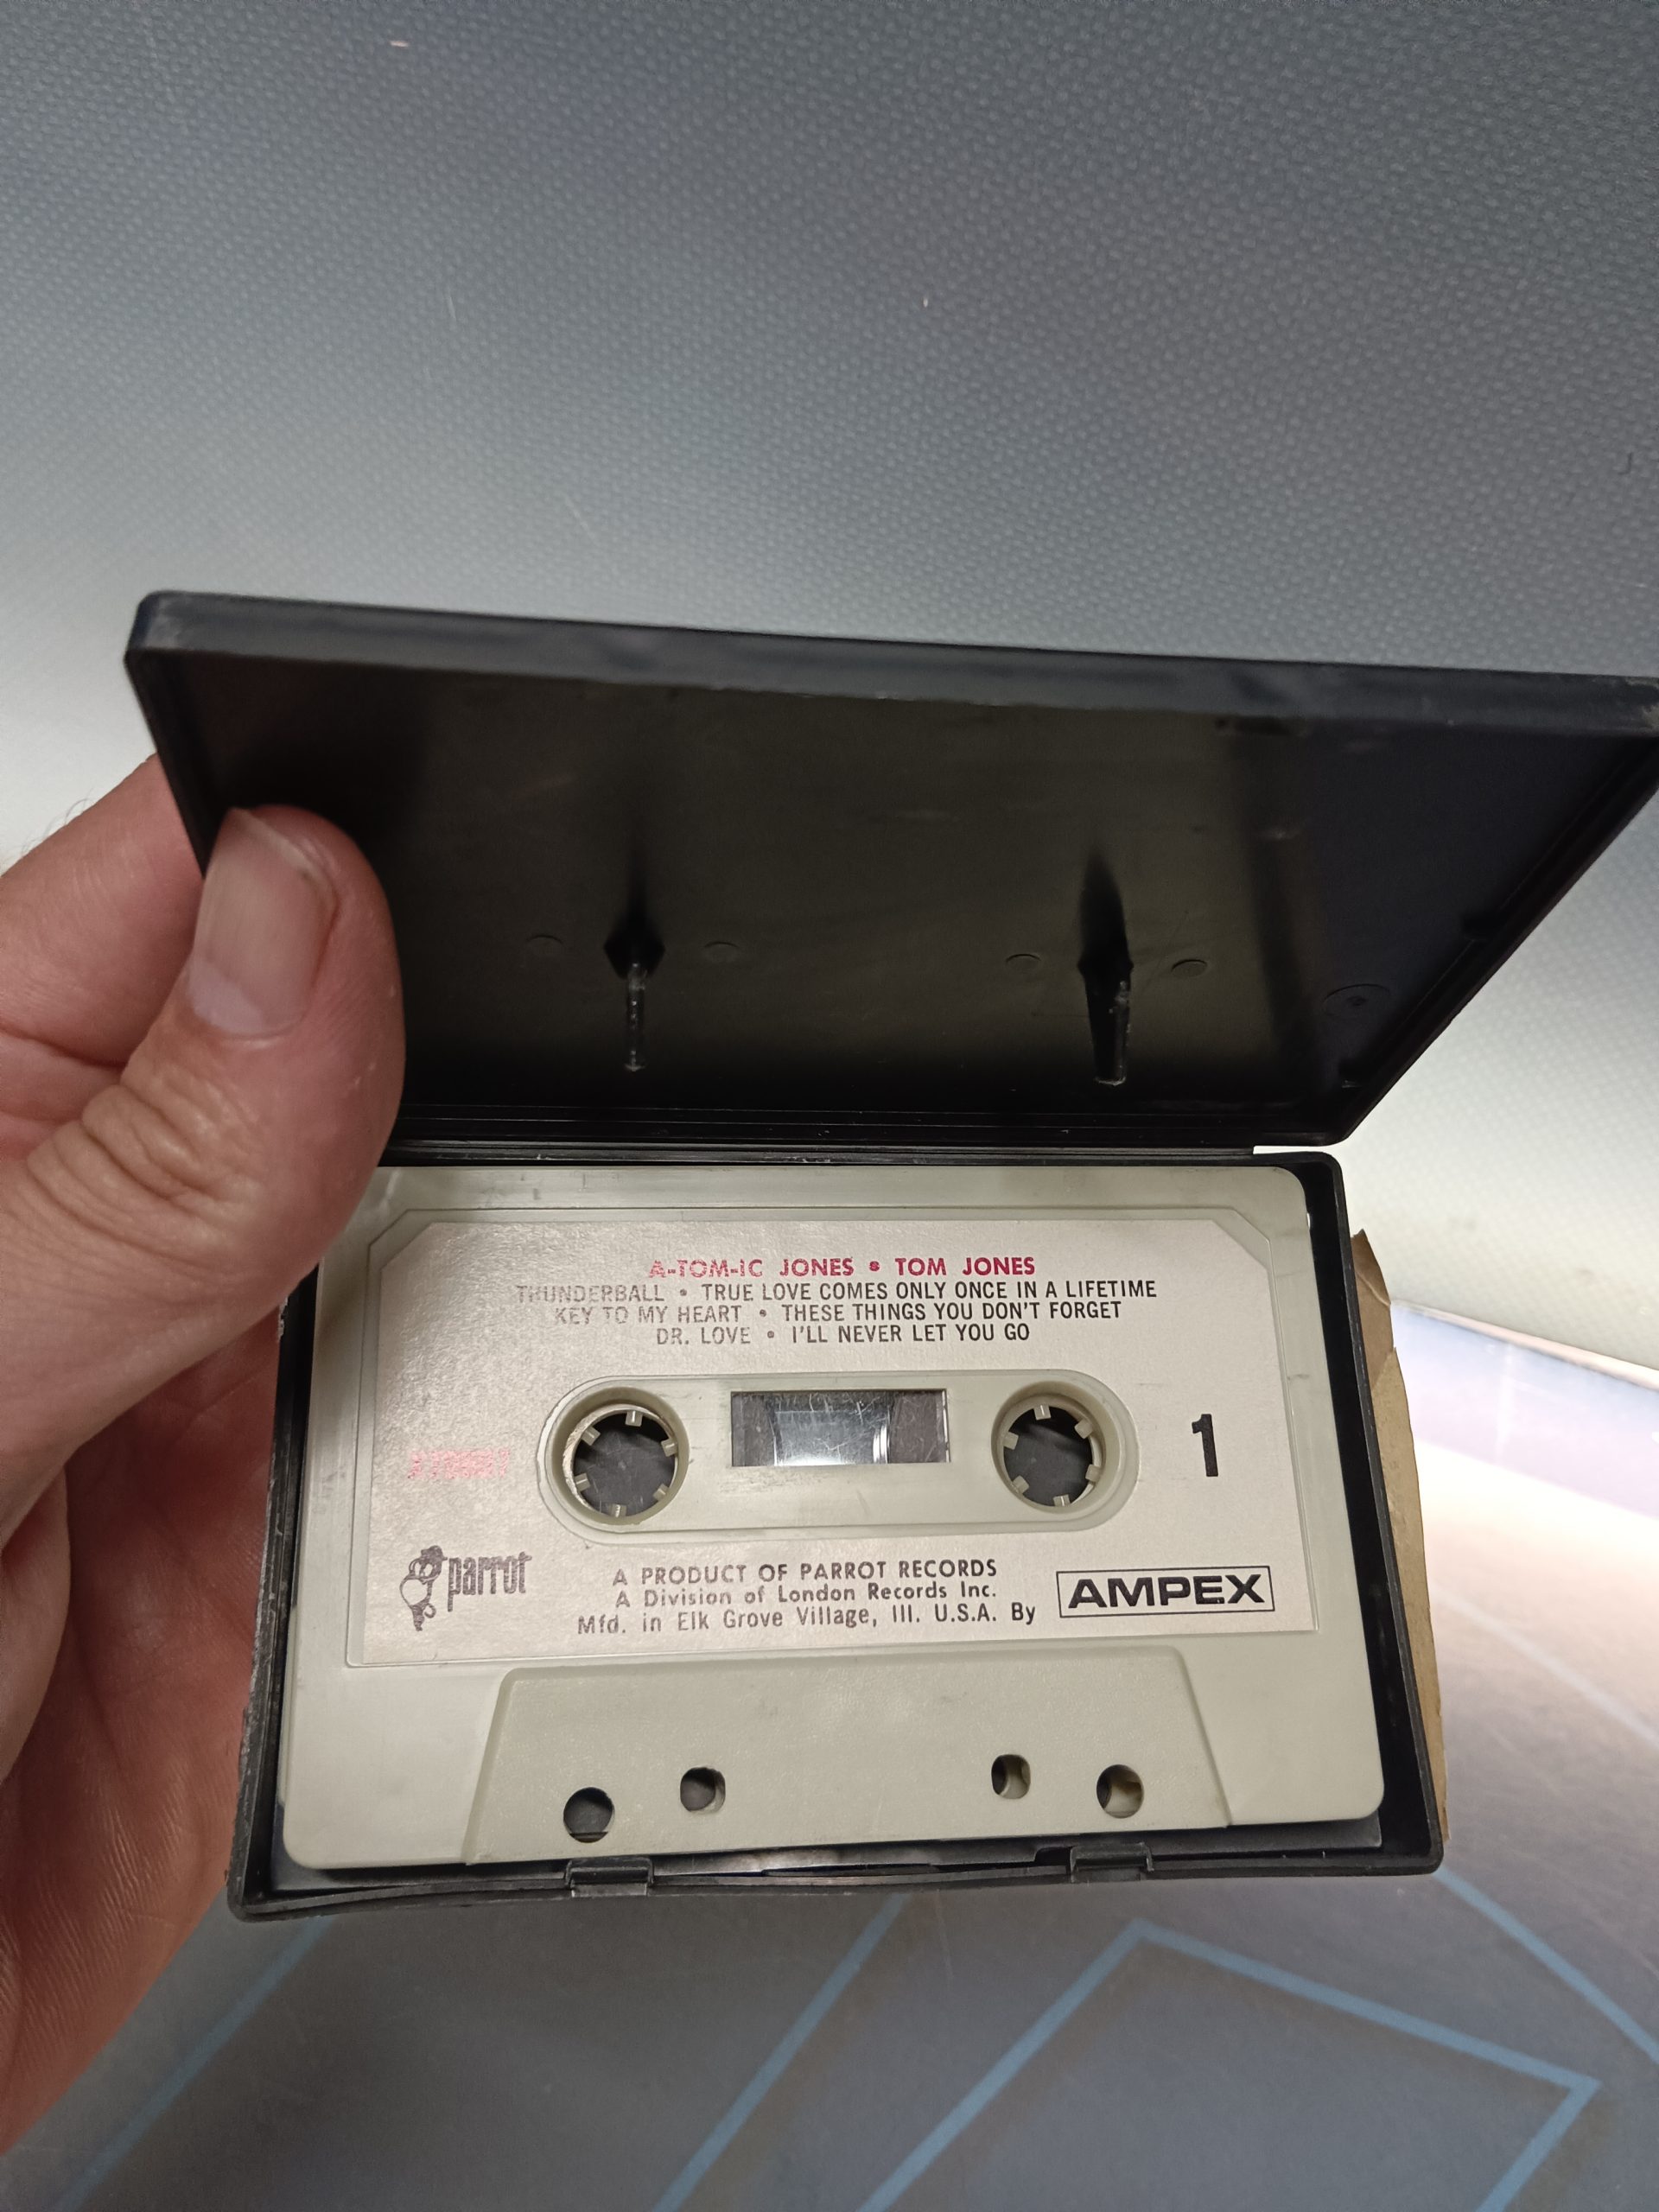 A-TOM-IC JONES • TOM JONES
THUNDERBALL • TRUE LOVE COMES ONLY ONCE IN A LIFETIME
KEY TO MY HEART • THESE THINGS YOU DON'T FORGET
DR. LOVE • I'LL NEVER LET YOU GO
1
parrot
A PRODUCT OF PARROT RECORDS
A Division of London Records Inc.
Mfd. in Elk Grove Village, Ill. U.S.A. By
AMPEX